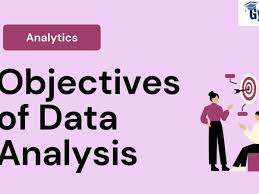 Analytics
Objectives
of Data
Analysis